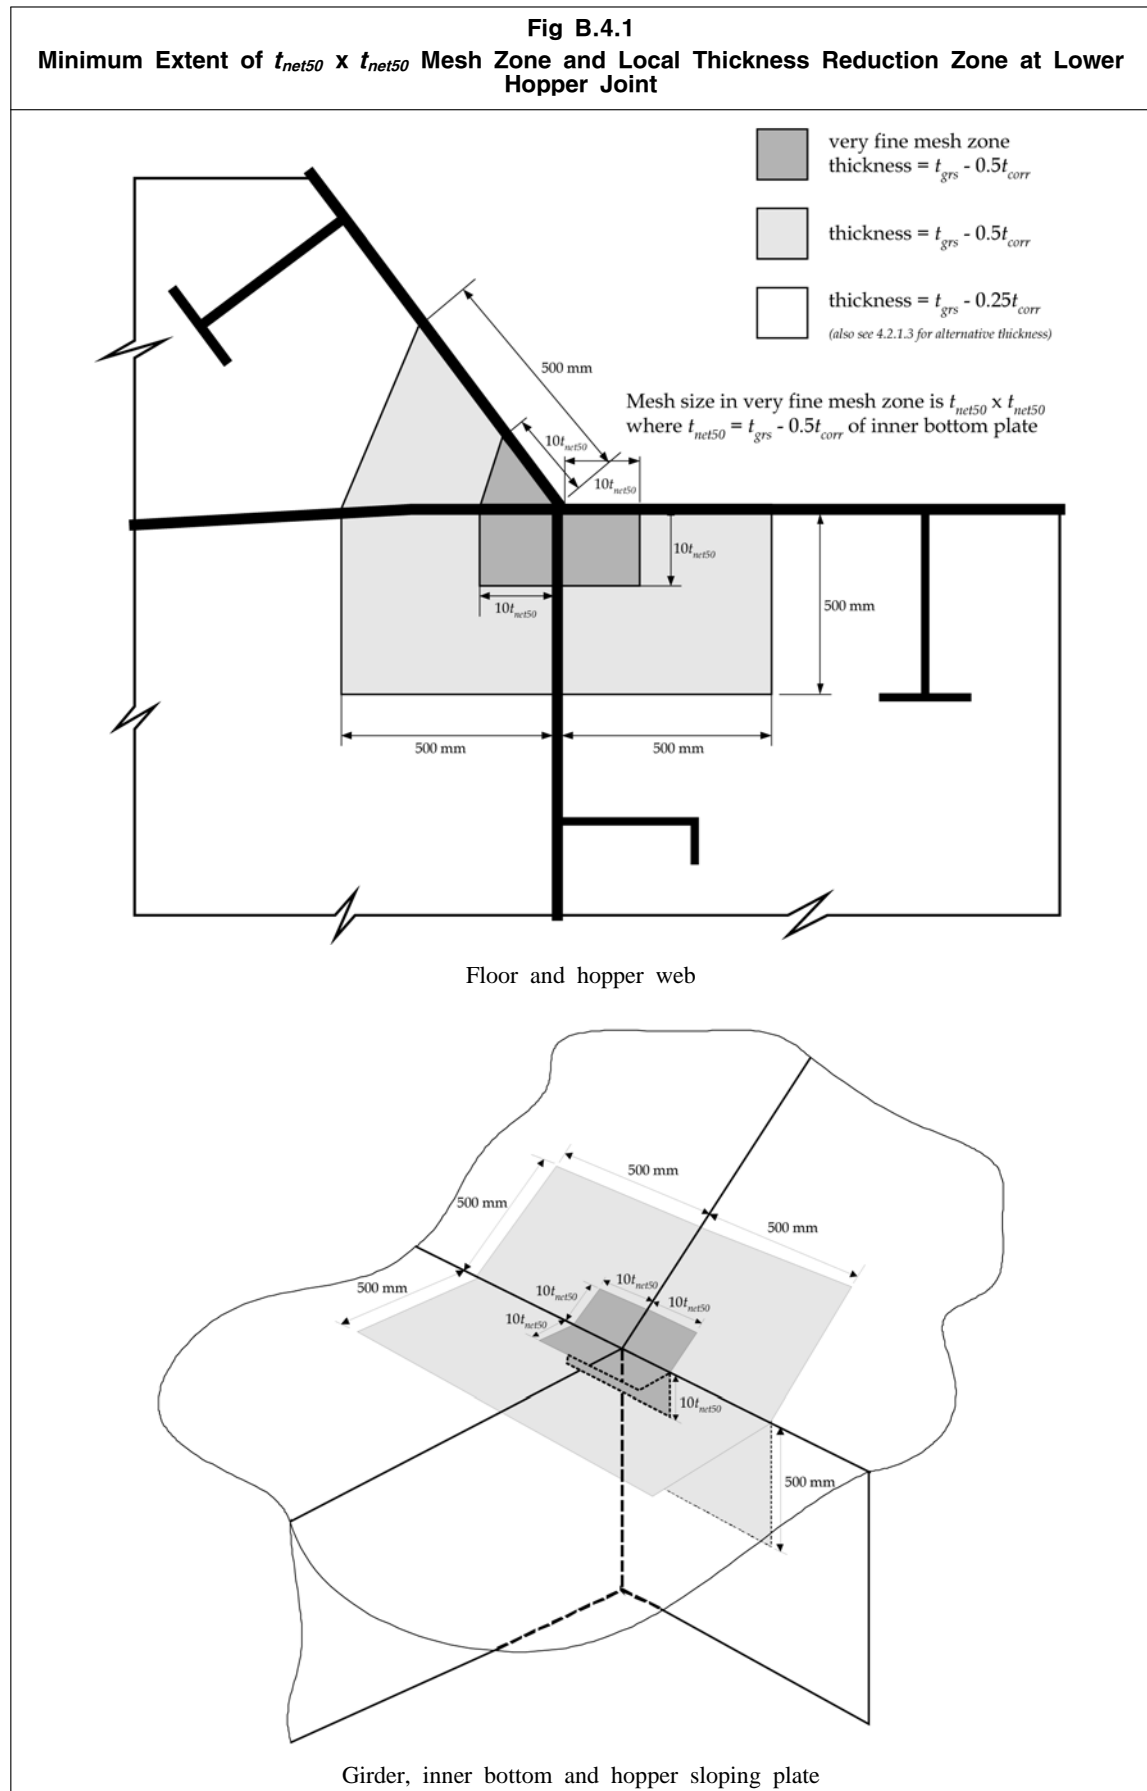 Fig B.4.1
Minimum Extent of tnet50 x tnet50 Mesh Zone and Local Thickness Reduction Zone at Lower
Hopper Joint
very fine mesh zone
thickness = tgrs - 0.5tcorr
thickness = tgrs - 0.5tcorr
thickness = tgrs - 0.25tcorr
(also see 4.2.1.3 for alternative thickness)
500 mm
Mesh size in very fine mesh zone is tnet50 x tnet50
where tnet50 = tgrs - 0.5tcorr of inner bottom plate
10tnet50
10tnet50
10tnet50
10tnet50
500 mm
500 mm
500 mm
Floor and hopper web
500 mm
500 mm
500 mm
500 mm
10tnet50
10tnet50
10tnet50
10tnet50
10tnet50
500 mm
Girder, inner bottom and hopper sloping plate